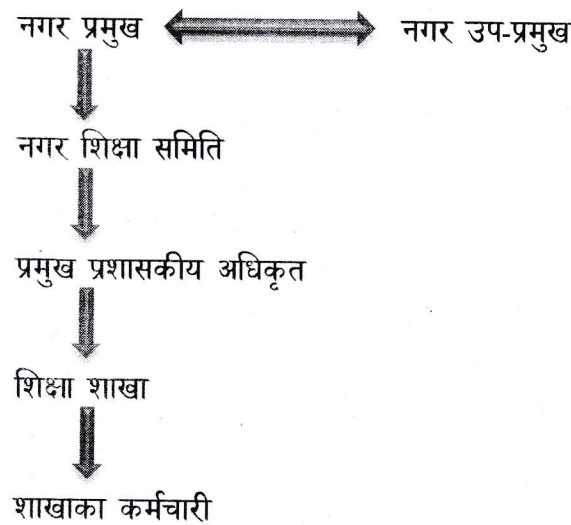 नगर प्रमुख नगर उप-प्रमुख
नगर शिक्षा समिति
प्रमुख प्रशासकीय अधिकृत
शिक्षा शाखा
शाखाका कर्मचारी